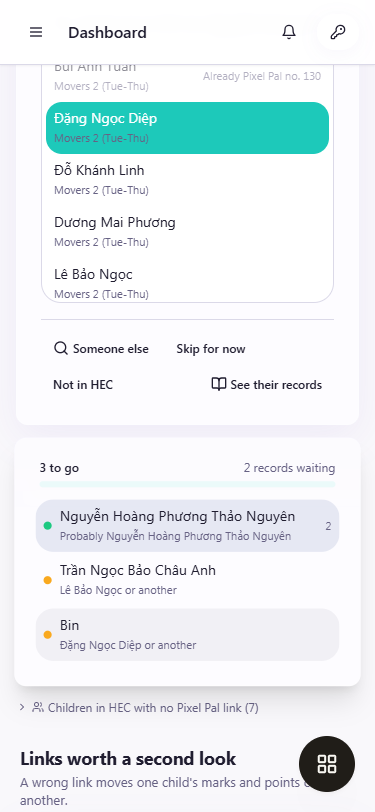 Dashboard
Bùi Anh Tuấn
Movers 2 (Tue-Thu)
Already Pixel Pal no. 130
Đặng Ngọc Diệp
Movers 2 (Tue-Thu)
Đỗ Khánh Linh
Movers 2 (Tue-Thu)
Dương Mai Phương
Movers 2 (Tue-Thu)
Lê Bảo Ngọc
Movers 2 (Tue-Thu)
Someone else
Skip for now
Not in HEC
See their records
3 to go
2 records waiting
Nguyễn Hoàng Phương Thảo Nguyên
2
Probably Nguyễn Hoàng Phương Thảo Nguyên
Trần Ngọc Bảo Châu Anh
Lê Bảo Ngọc or another
Bin
Đặng Ngọc Diệp or another
Children in HEC with no Pixel Pal link (7)
Links worth a second look
A wrong link moves one child's marks and points
another.